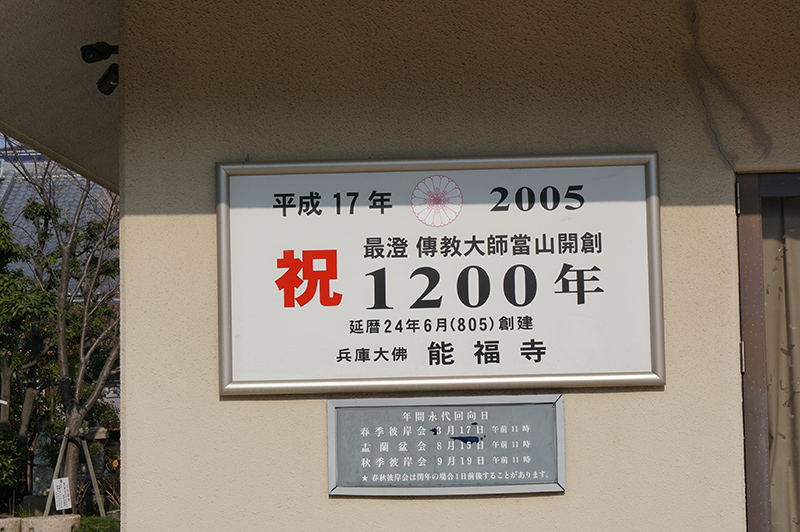 平成17年 2005
最澄 傳教大師當山開創
祝 1200年
延暦24年6月(805)創建
兵庫大佛 能福寺
年間永代回向日
春季彼岸会 3月17日 午前11時
盂蘭盆会 8月15日 午前11時
秋季彼岸会 9月19日 午前11時
★春秋彼岸会は閏年の場合1日前後することがあります。